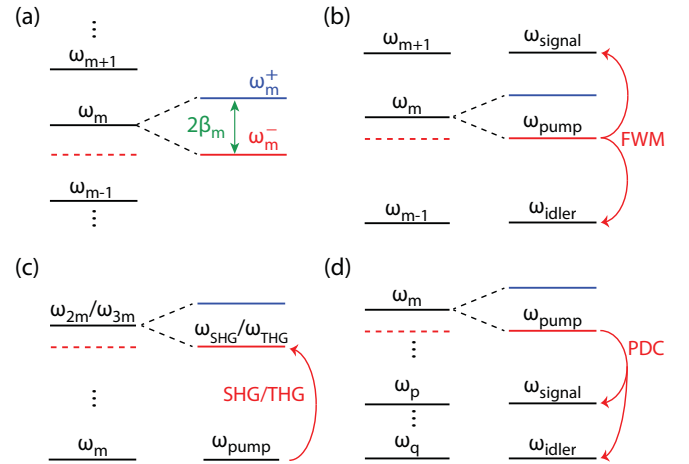 (a)
⋮
ω_{m+1}
ω_m
ω_m^+
2β_m
ω_m^-
ω_{m-1}
⋮
(b)
ω_{m+1}
ω_{signal}
ω_m
ω_{pump}
FWM
ω_{m-1}
ω_{idler}
(c)
ω_{2m}/ω_{3m}
ω_{SHG}/ω_{THG}
⋮
SHG/THG
ω_m
ω_{pump}
(d)
ω_m
ω_{pump}
⋮
PDC
ω_p
ω_{signal}
⋮
ω_q
ω_{idler}